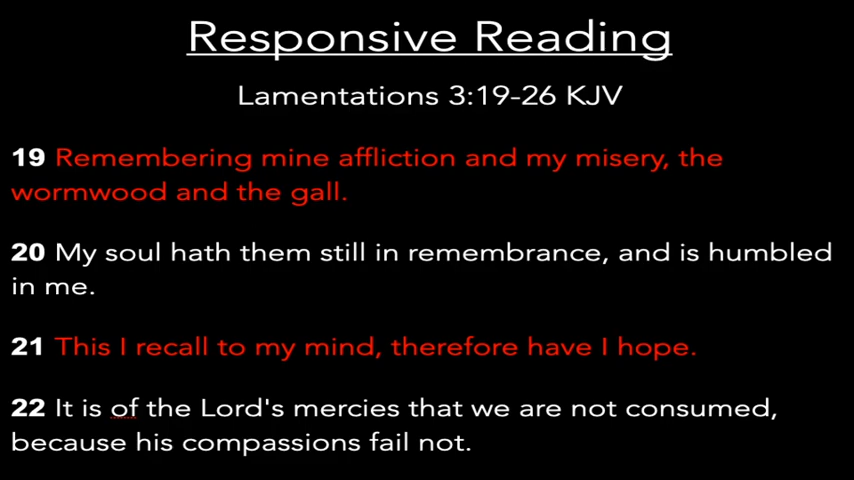 Responsive Reading
Lamentations 3:19-26 KJV
19 Remembering mine affliction and my misery, the
wormwood and the gall.
20 My soul hath them still in remembrance, and is humbled
in me.
21 This I recall to my mind, therefore have I hope.
22 It is of the Lord's mercies that we are not consumed,
because his compassions fail not.